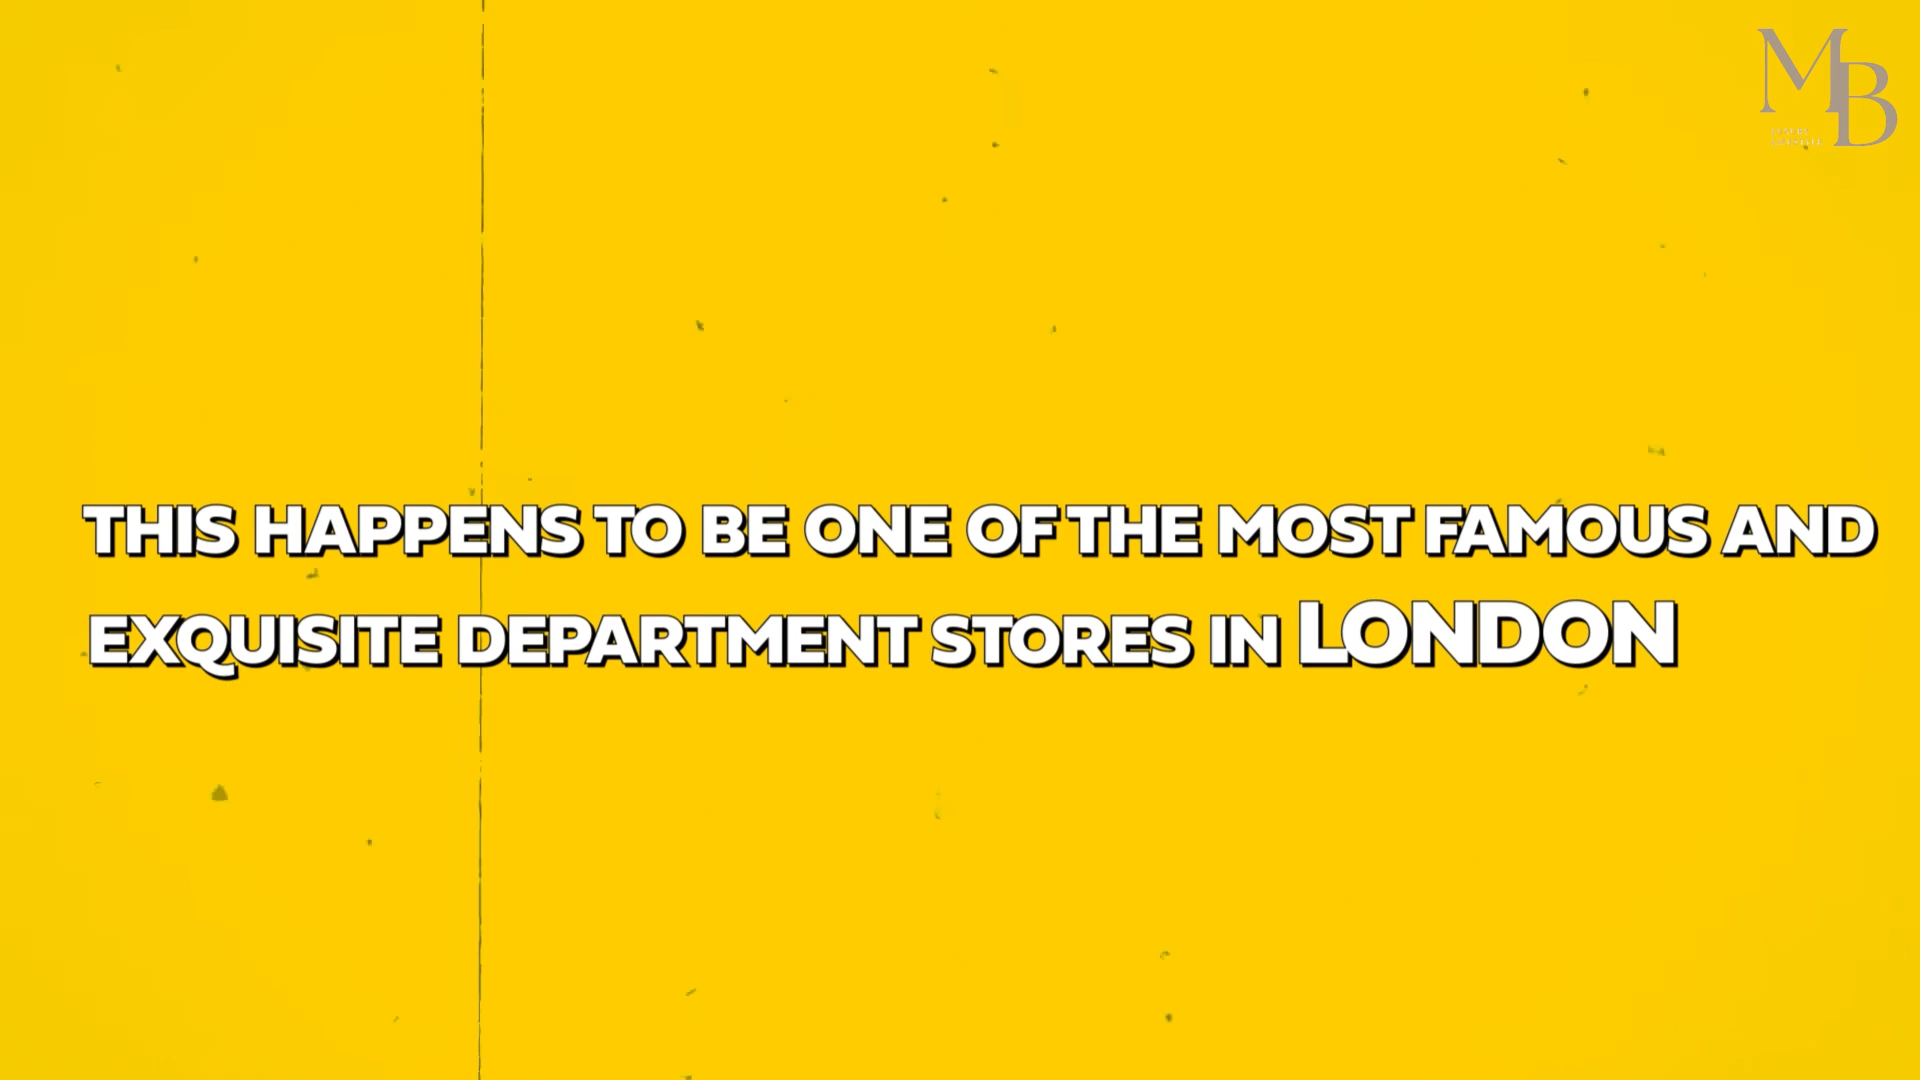 MB
THIS HAPPENS TO BE ONE OF THE MOST FAMOUS AND
EXQUISITE DEPARTMENT STORES IN LONDON